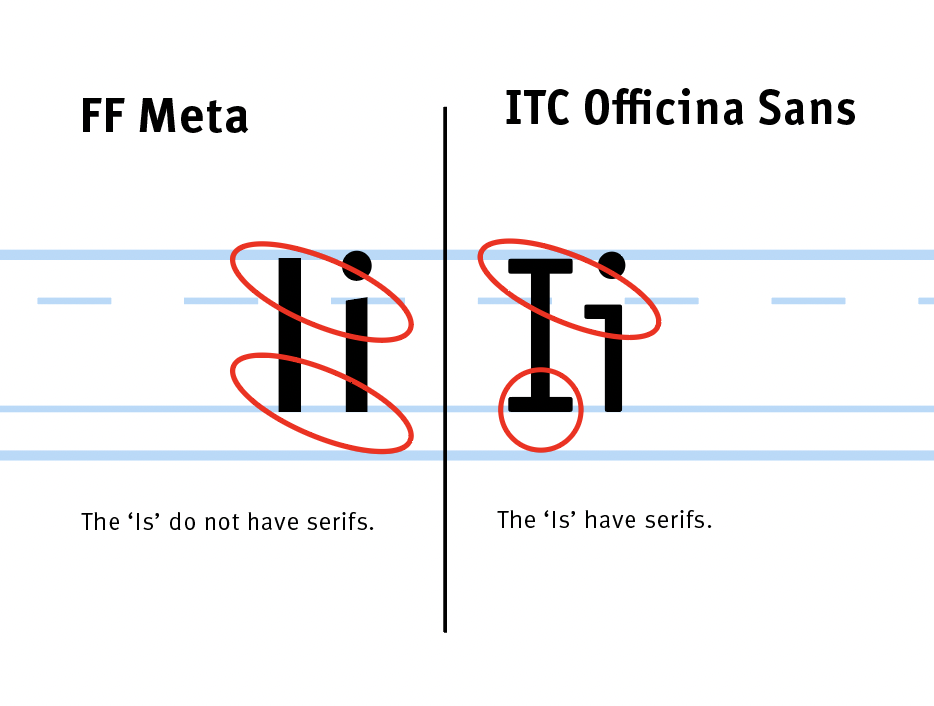 FF Meta
ITC Officina Sans
Ii
Ii
The ‘Is’ do not have serifs.
The ‘Is’ have serifs.